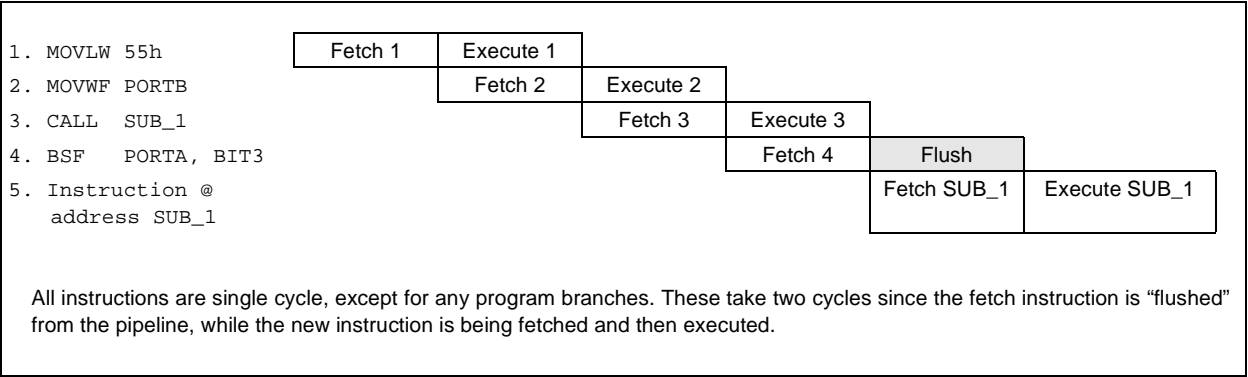 1. MOVLW 55h Fetch 1 Execute 1
2. MOVWF PORTB Fetch 2 Execute 2
3. CALL SUB_1 Fetch 3 Execute 3
4. BSF PORTA, BIT3 Fetch 4 Flush
5. Instruction @ Fetch SUB_1 Execute SUB_1
address SUB_1
All instructions are single cycle, except for any program branches. These take two cycles since the fetch instruction is “flushed”
from the pipeline, while the new instruction is being fetched and then executed.